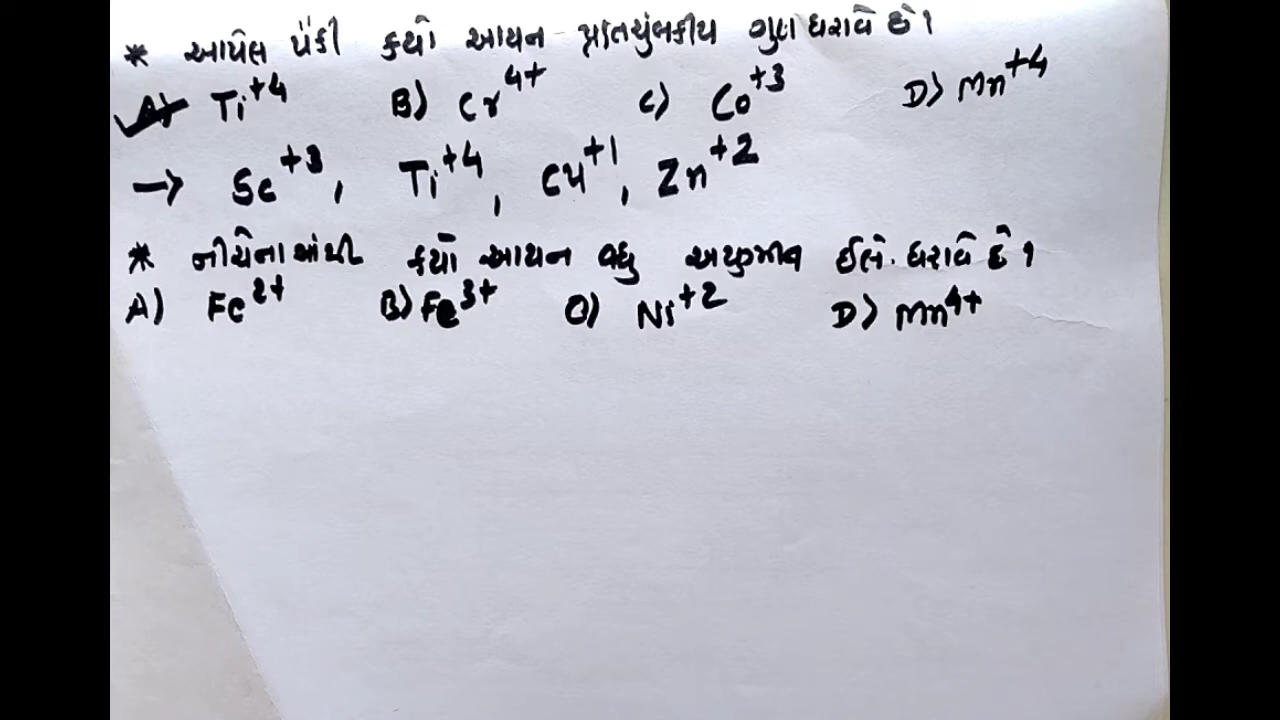 * આપેલ પૈકી કયો આયન પ્રતિચુંબકીય ગુણ ધરાવે છે ?
A) Ti+4 B) Cr4+ C) Co+3 D) Mn+4
→ Sc+3, Ti+4, Cu+1, Zn+2
* નીચેનામાંથી કયો આયન વધુ અયુગ્મીત ઈલે. ધરાવે છે ?
A) Fe2+ B) Fe3+ C) Ni+2 D) Mn4+